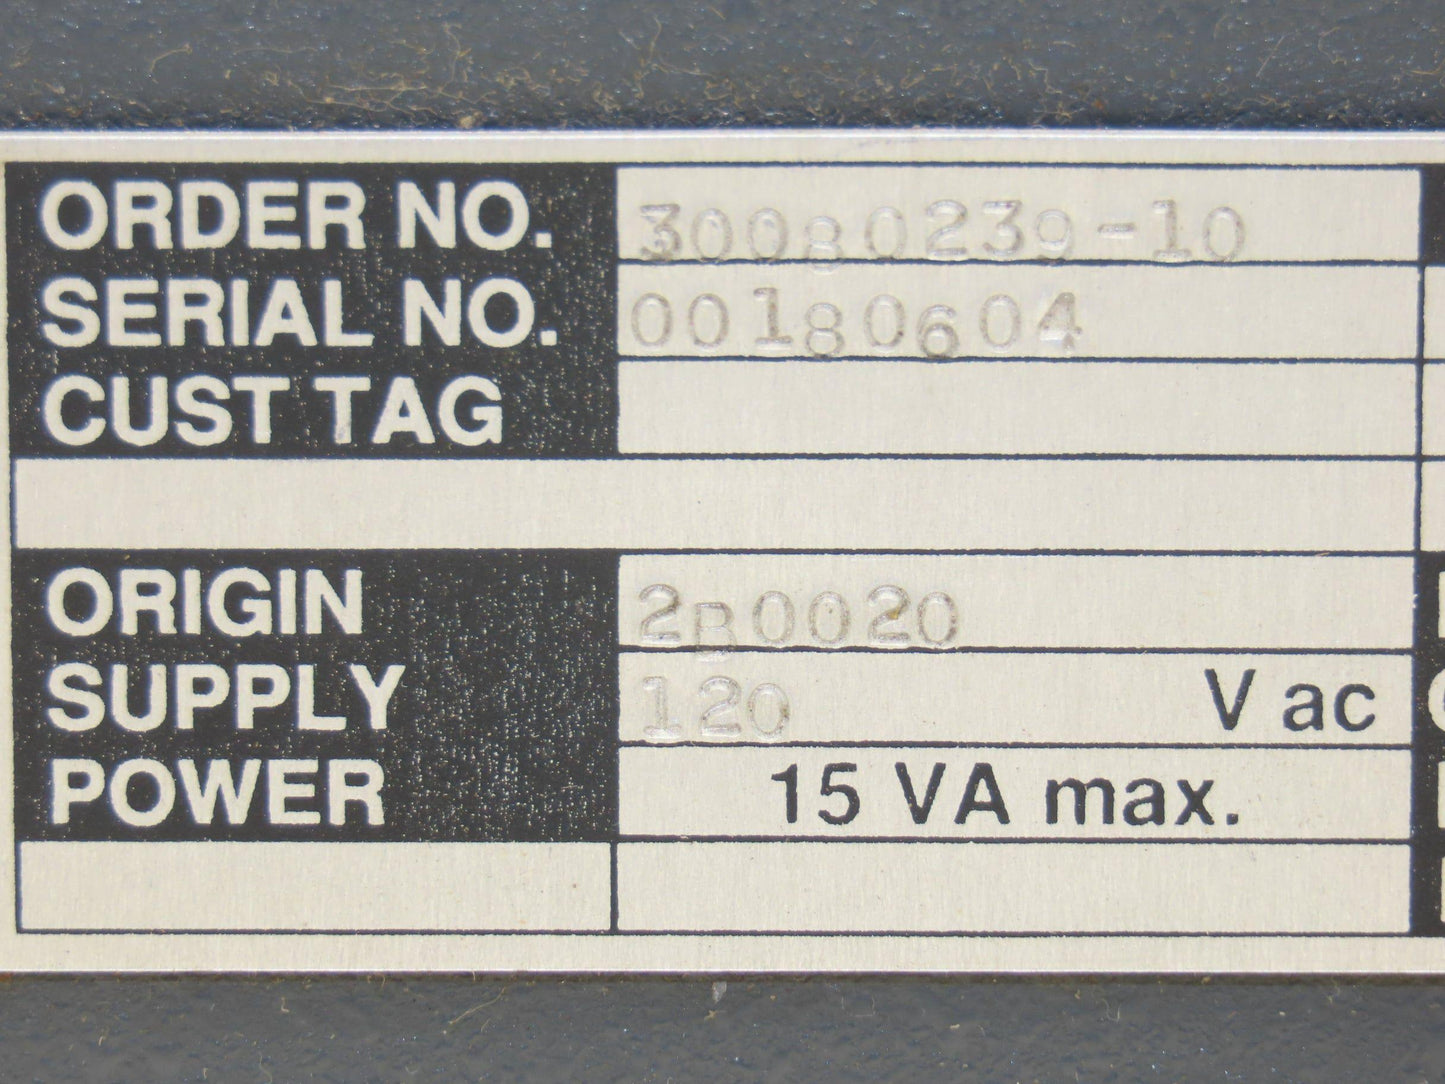 ORDER NO. 30080239-10
SERIAL NO. 00180604
CUST TAG
ORIGIN 2B0020
SUPPLY 120 V ac
POWER 15 VA max.